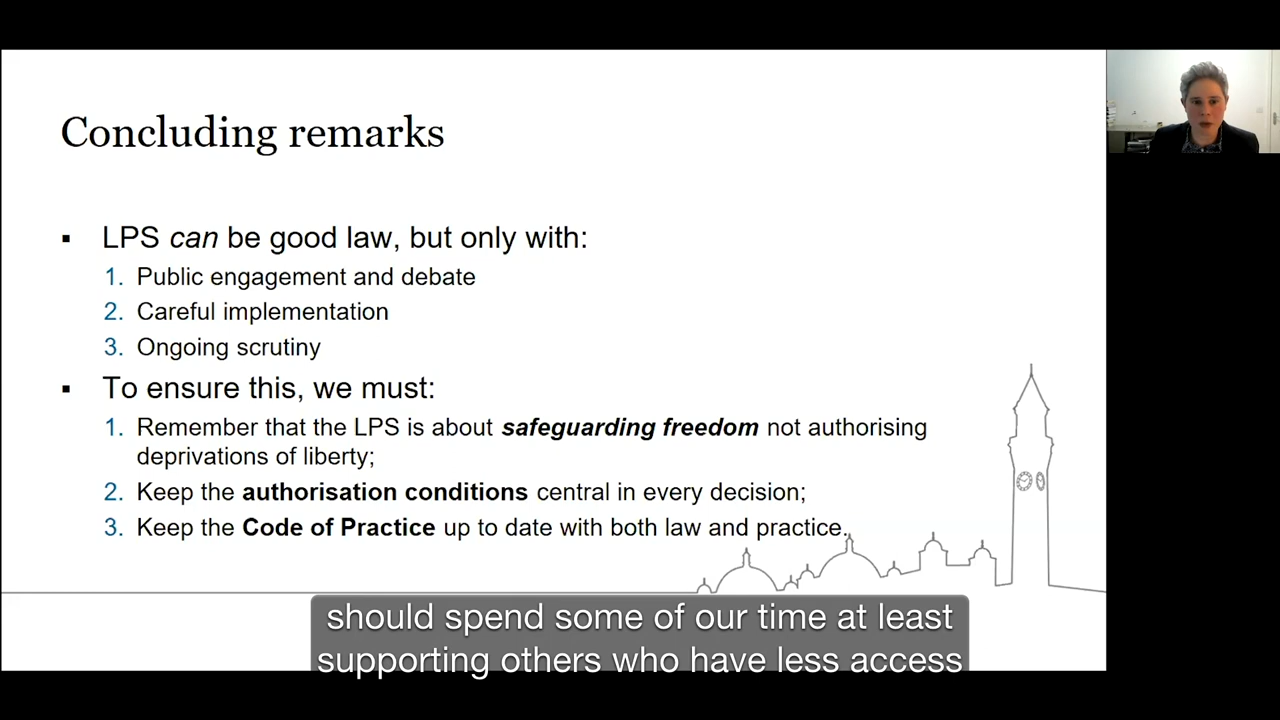 Concluding remarks
▪ LPS can be good law, but only with:
1. Public engagement and debate
2. Careful implementation
3. Ongoing scrutiny
▪ To ensure this, we must:
1. Remember that the LPS is about safeguarding freedom not authorising
deprivations of liberty;
2. Keep the authorisation conditions central in every decision;
3. Keep the Code of Practice up to date with both law and practice.
should spend some of our time at least
supporting others who have less access